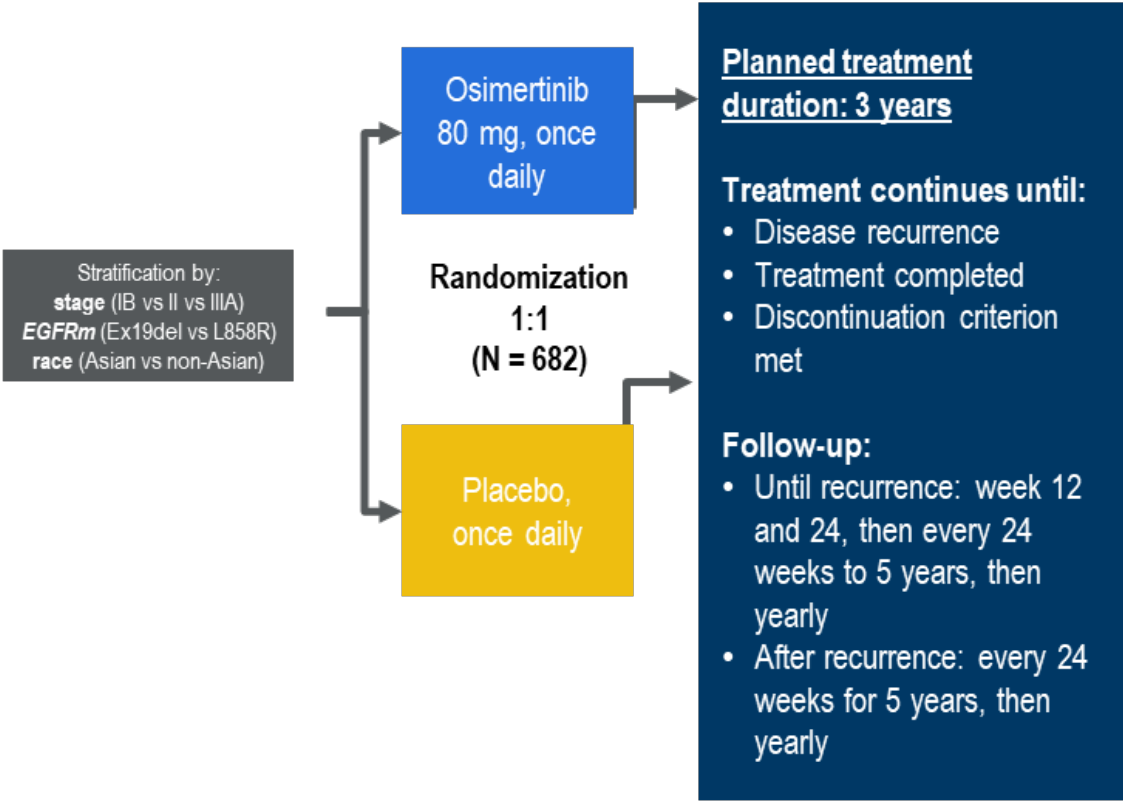 Stratification by:
stage (IB vs II vs IIIA)
EGFRm (Ex19del vs L858R)
race (Asian vs non-Asian)
Osimertinib
80 mg, once
daily
Randomization
1:1
(N = 682)
Placebo,
once daily
Planned treatment
duration: 3 years
Treatment continues until:
• Disease recurrence
• Treatment completed
• Discontinuation criterion
met
Follow-up:
• Until recurrence: week 12
and 24, then every 24
weeks to 5 years, then
yearly
• After recurrence: every 24
weeks for 5 years, then
yearly